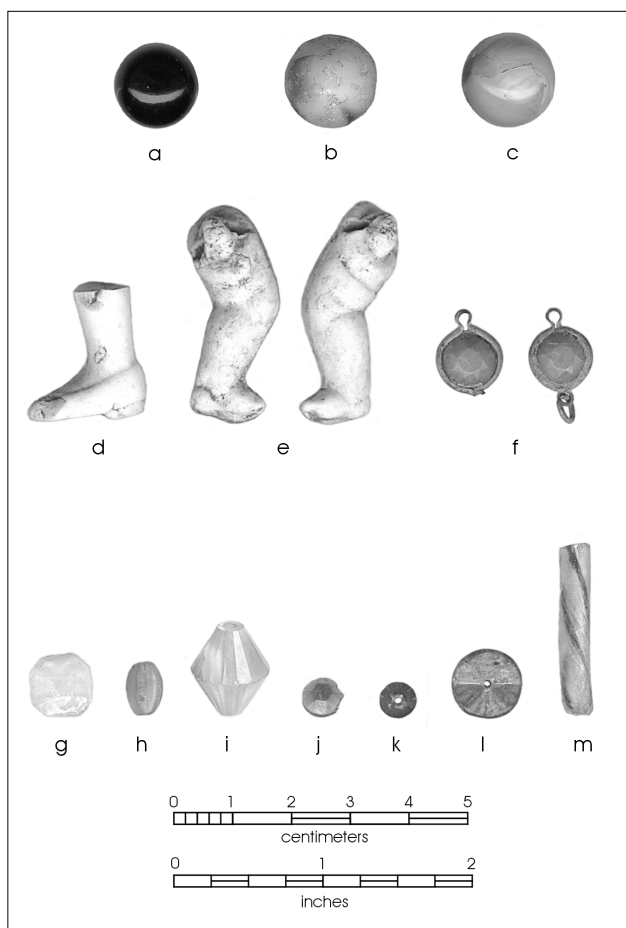 a b c
d e f
g h i j k l m
0 1 2 3 4 5
centimeters
0 1 2
inches